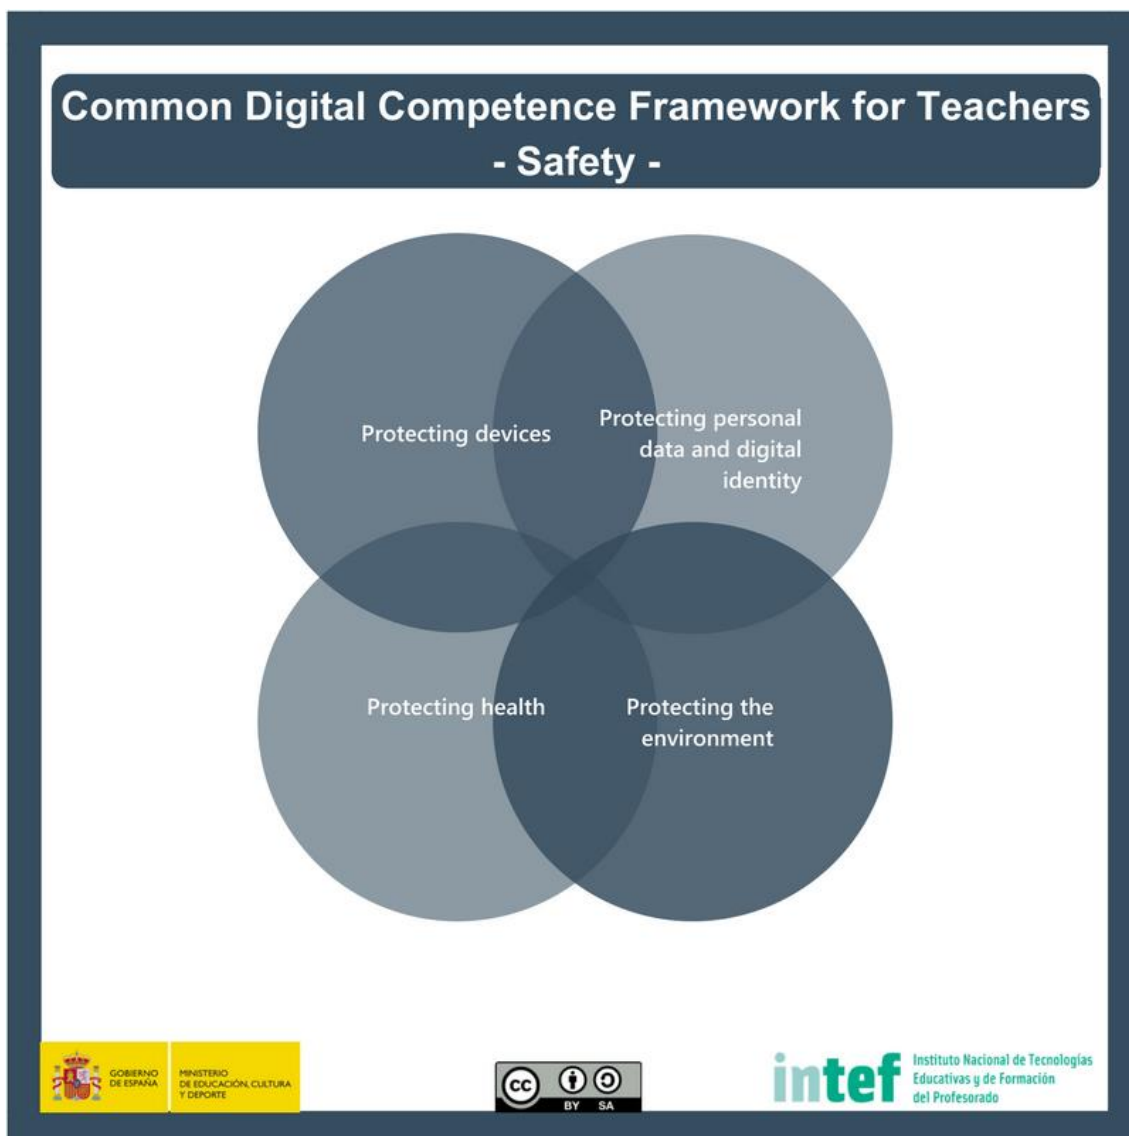 Common Digital Competence Framework for Teachers
- Safety -
Protecting devices
Protecting personal
data and digital
identity
Protecting health
Protecting the
environment
GOBIERNO
DE ESPAÑA
MINISTERIO
DE EDUCACIÓN, CULTURA
Y DEPORTE
cc
BY SA
intef
Instituto Nacional de Tecnologías
Educativas y de Formación
del Profesorado